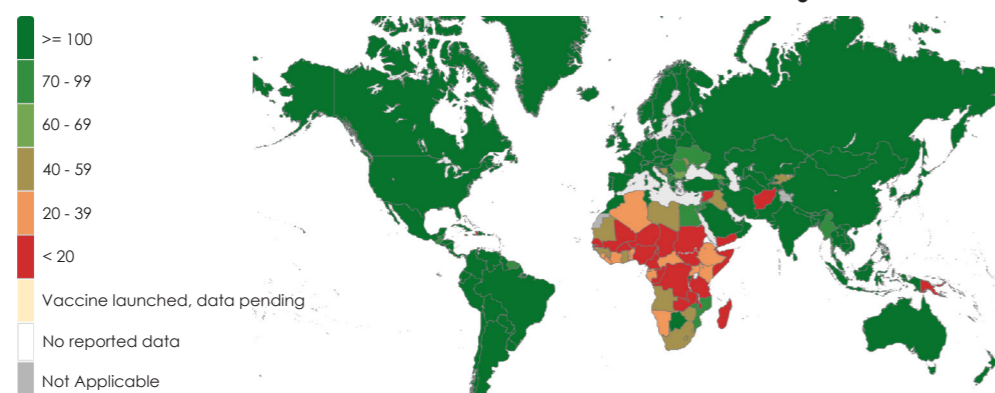 >= 100
70 - 99
60 - 69
40 - 59
20 - 39
< 20
Vaccine launched, data pending
No reported data
Not Applicable